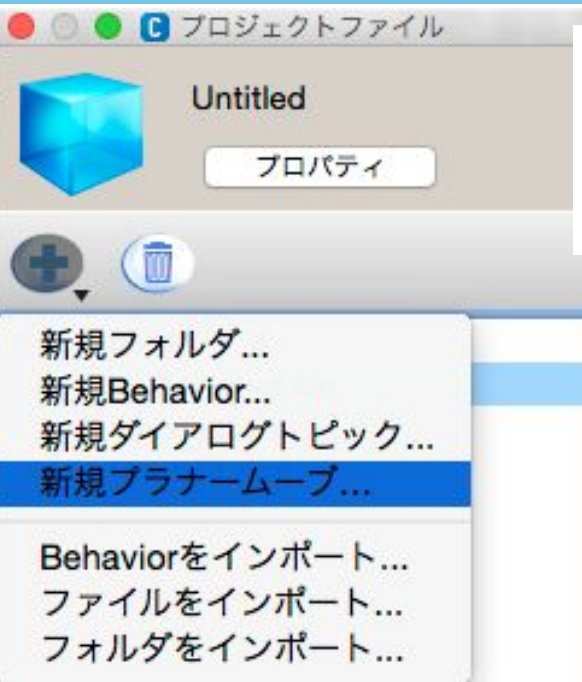 プロジェクトファイル
Untitled
プロパティ
新規フォルダ...
新規Behavior...
新規ダイアログトピック...
新規プラナームーブ...
Behaviorをインポート...
ファイルをインポート...
フォルダをインポート...